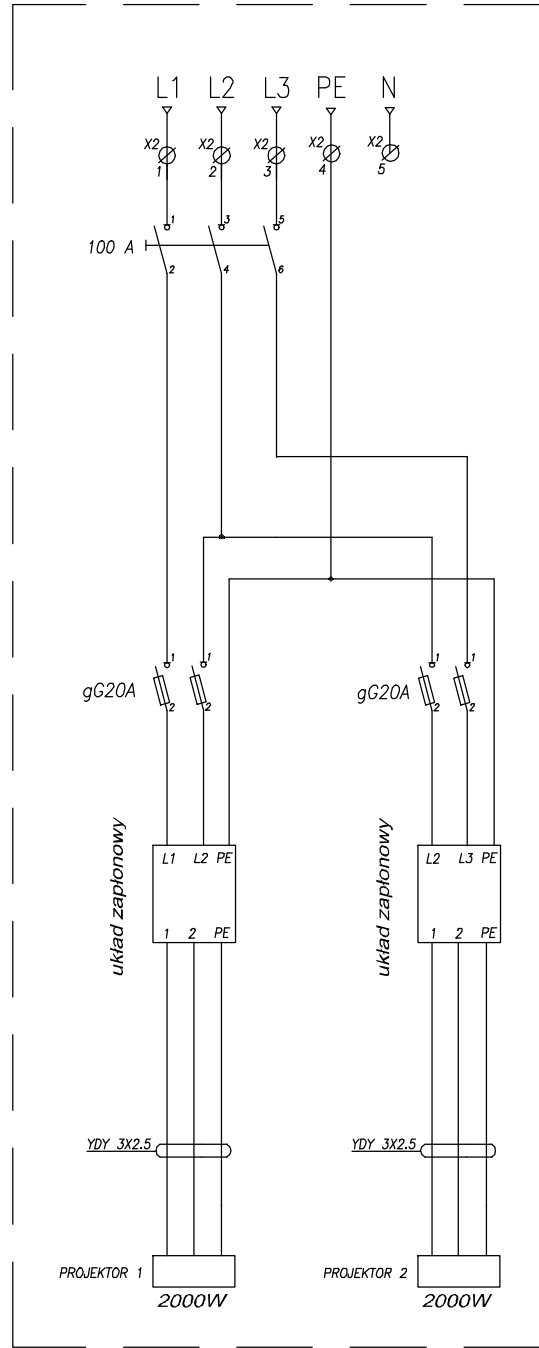 L1 L2 L3 PE N
X2 X2 X2 X2 X2
1 2 3 4 5
1 3 5
100 A
2 4 6
1 1 1 1
gG20A gG20A
2 2 2 2
układ zapłonowy
L1 L2 PE
1 2 PE
układ zapłonowy
L2 L3 PE
1 2 PE
YDY 3X2.5 YDY 3X2.5
PROJEKTOR 1 PROJEKTOR 2
2000W 2000W